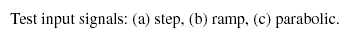 Test input signals: (a) step, (b) ramp, (c) parabolic.